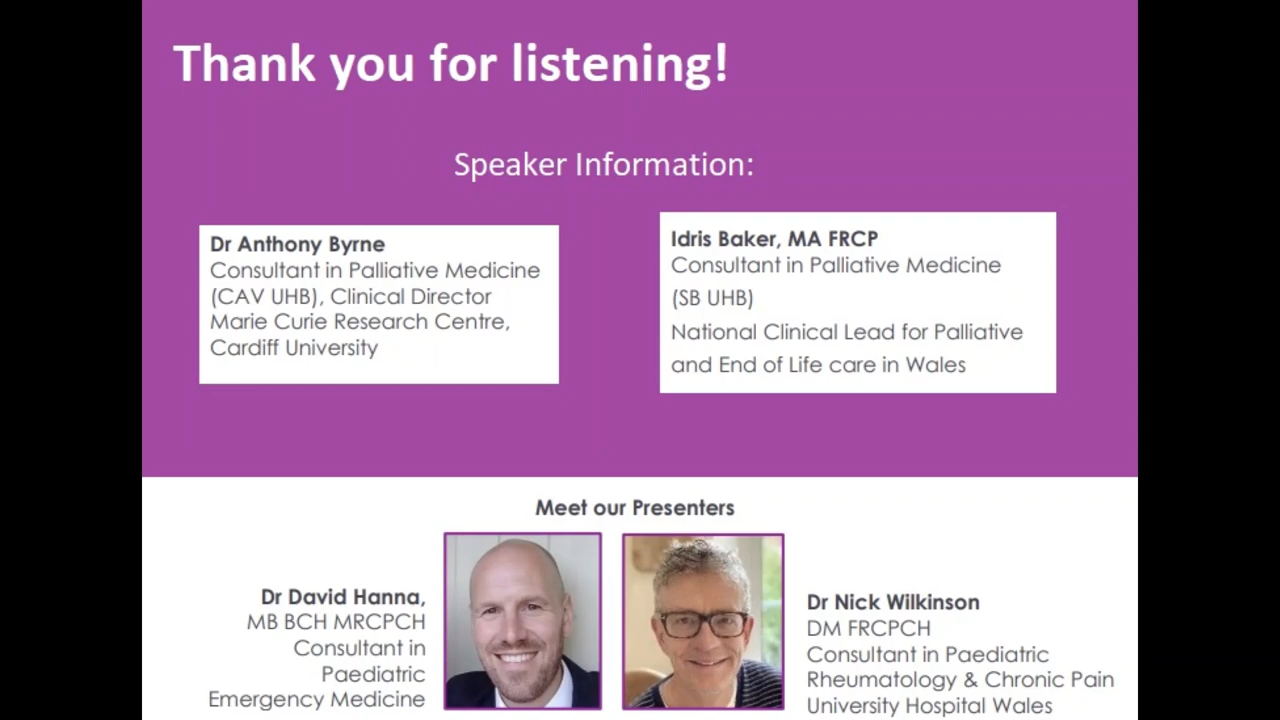 Thank you for listening!
Speaker Information:
Dr Anthony Byrne
Consultant in Palliative Medicine
(CAV UHB), Clinical Director
Marie Curie Research Centre,
Cardiff University
Idris Baker, MA FRCP
Consultant in Palliative Medicine
(SB UHB)
National Clinical Lead for Palliative
and End of Life care in Wales
Meet our Presenters
Dr David Hanna,
MB BCH MRCPCH
Consultant in
Paediatric
Emergency Medicine
Dr Nick Wilkinson
DM FRCPCH
Consultant in Paediatric
Rheumatology & Chronic Pain
University Hospital Wales